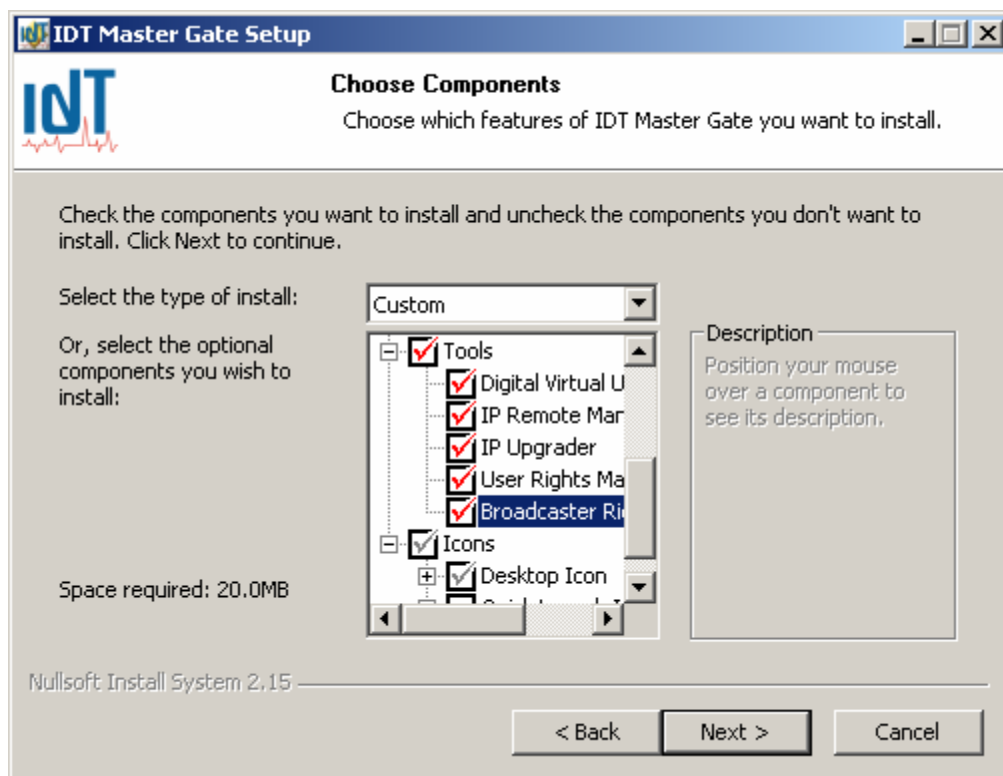 IDT Master Gate Setup
IDT
Choose Components
Choose which features of IDT Master Gate you want to install.
Check the components you want to install and uncheck the components you don't want to
install. Click Next to continue.
Select the type of install:
Custom
Or, select the optional
components you wish to
install:
Tools
Digital Virtual U
IP Remote Man
IP Upgrader
User Rights Ma
Broadcaster Rig
Icons
Desktop Icon
Description
Position your mouse
over a component to
see its description.
Space required: 20.0MB
Nullsoft Install System 2.15
< Back
Next >
Cancel